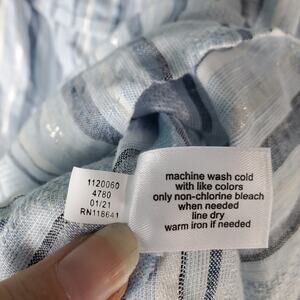 1120060
4780
01/21
RN118641
machine wash cold
with like colors
only non-chlorine bleach
when needed
line dry
warm iron if needed